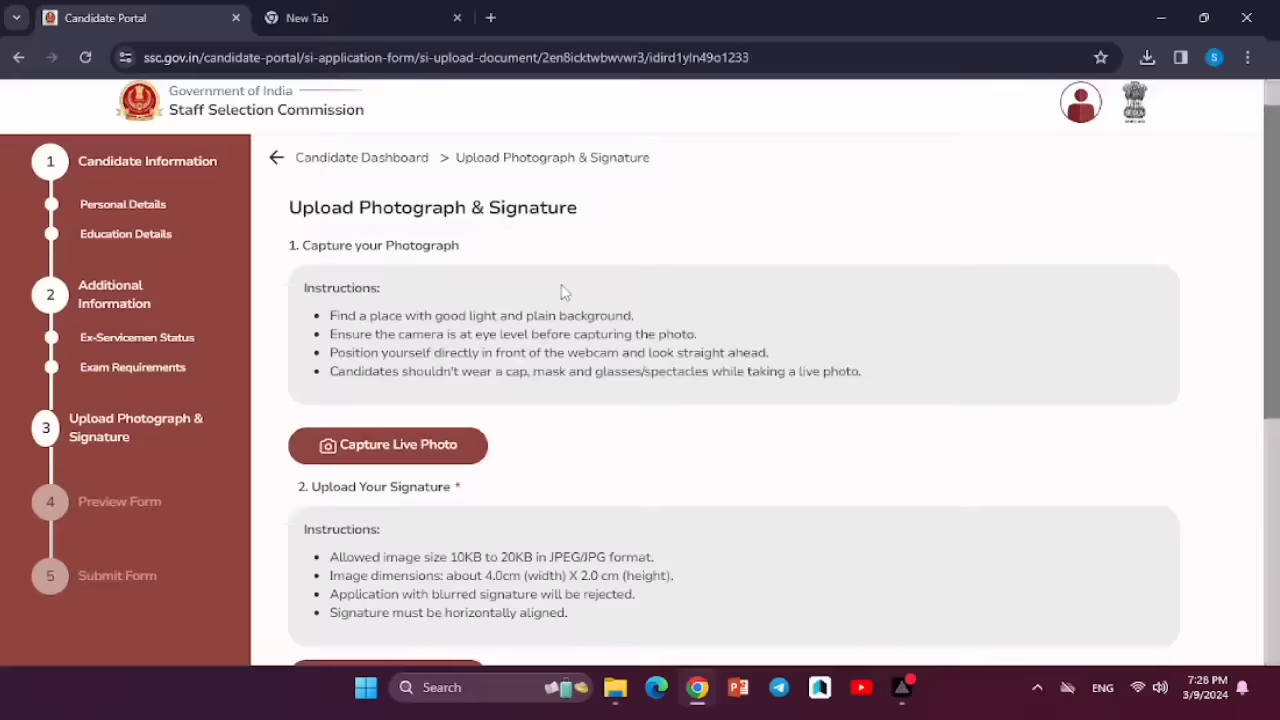 Candidate Portal
New Tab
ssc.gov.in/candidate-portal/si-application-form/si-upload-document/2en8icktwbwvwr3/idird1yln49o1233
S
Government of India
Staff Selection Commission
1 Candidate Information
Personal Details
Education Details
2 Additional
Information
Ex-Servicemen Status
Exam Requirements
3 Upload Photograph &
Signature
4 Preview Form
5 Submit Form
Candidate Dashboard > Upload Photograph & Signature
Upload Photograph & Signature
1. Capture your Photograph
Instructions:
• Find a place with good light and plain background.
• Ensure the camera is at eye level before capturing the photo.
• Position yourself directly in front of the webcam and look straight ahead.
• Candidates shouldn't wear a cap, mask and glasses/spectacles while taking a live photo.
Capture Live Photo
2. Upload Your Signature *
Instructions:
• Allowed image size 10KB to 20KB in JPEG/JPG format.
• Image dimensions: about 4.0cm (width) X 2.0 cm (height).
• Application with blurred signature will be rejected.
• Signature must be horizontally aligned.
Search
ENG
7:28 PM
3/9/2024